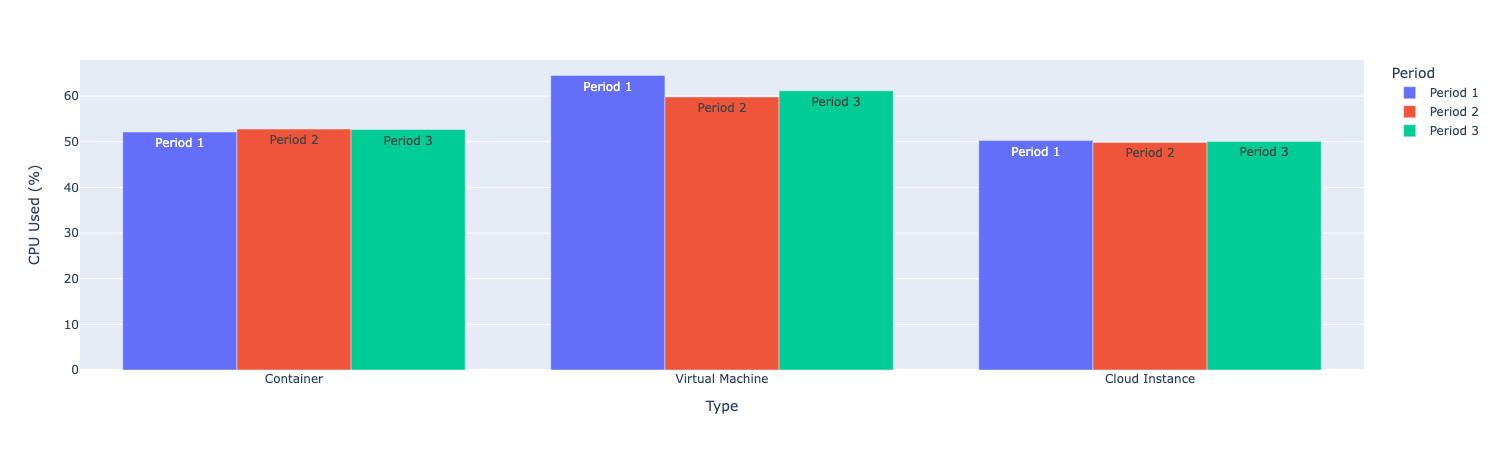 CPU Used (%)
60
50
40
30
20
10
0
Period 1
Period 2
Period 3
Period 1
Period 2
Period 3
Period 1
Period 2
Period 3
Container
Virtual Machine
Cloud Instance
Type
Period
Period 1
Period 2
Period 3